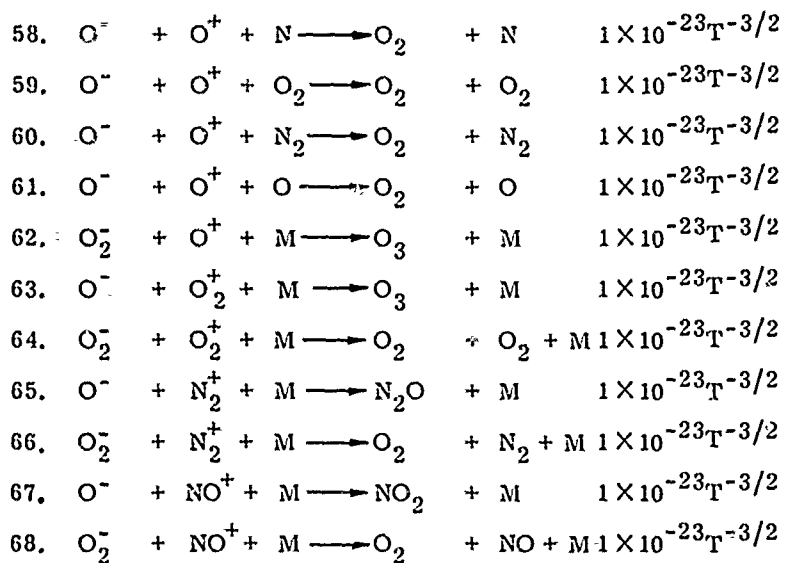 58. O⁻ + O⁺ + N ⟶ O₂ + N 1 × 10⁻²³T⁻³/²
59. O⁻ + O⁺ + O₂ ⟶ O₂ + O₂ 1 × 10⁻²³T⁻³/²
60. O⁻ + O⁺ + N₂ ⟶ O₂ + N₂ 1 × 10⁻²³T⁻³/²
61. O⁻ + O⁺ + O ⟶ O₂ + O 1 × 10⁻²³T⁻³/²
62. O₂⁻ + O⁺ + M ⟶ O₃ + M 1 × 10⁻²³T⁻³/²
63. O⁻ + O₂⁺ + M ⟶ O₃ + M 1 × 10⁻²³T⁻³/²
64. O₂⁻ + O₂⁺ + M ⟶ O₂ + O₂ + M 1 × 10⁻²³T⁻³/²
65. O⁻ + N₂⁺ + M ⟶ N₂O + M 1 × 10⁻²³T⁻³/²
66. O₂⁻ + N₂⁺ + M ⟶ O₂ + N₂ + M 1 × 10⁻²³T⁻³/²
67. O⁻ + NO⁺ + M ⟶ NO₂ + M 1 × 10⁻²³T⁻³/²
68. O₂⁻ + NO⁺ + M ⟶ O₂ + NO + M 1 × 10⁻²³T⁻³/²